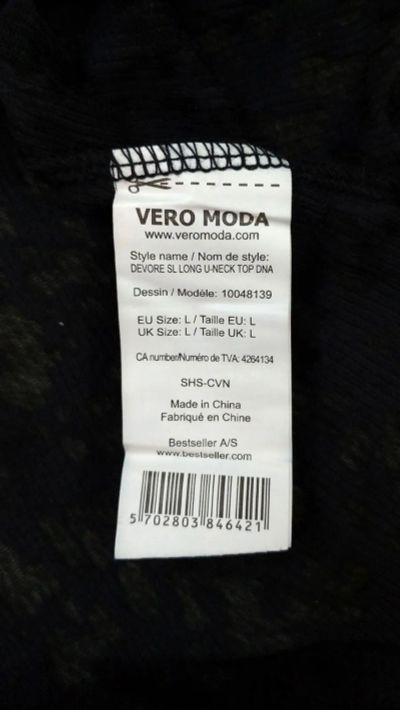 VERO MODA
www.veromoda.com
Style name / Nom de style:
DEVORE SL LONG U-NECK TOP DNA
Dessin / Modèle: 10048139
EU Size: L / Taille EU: L
UK Size: L / Taille UK: L
CA number/Numéro de TVA: 4264134
SHS-CVN
Made in China
Fabriqué en Chine
Bestseller A/S
www.bestseller.com
5 702803 846421